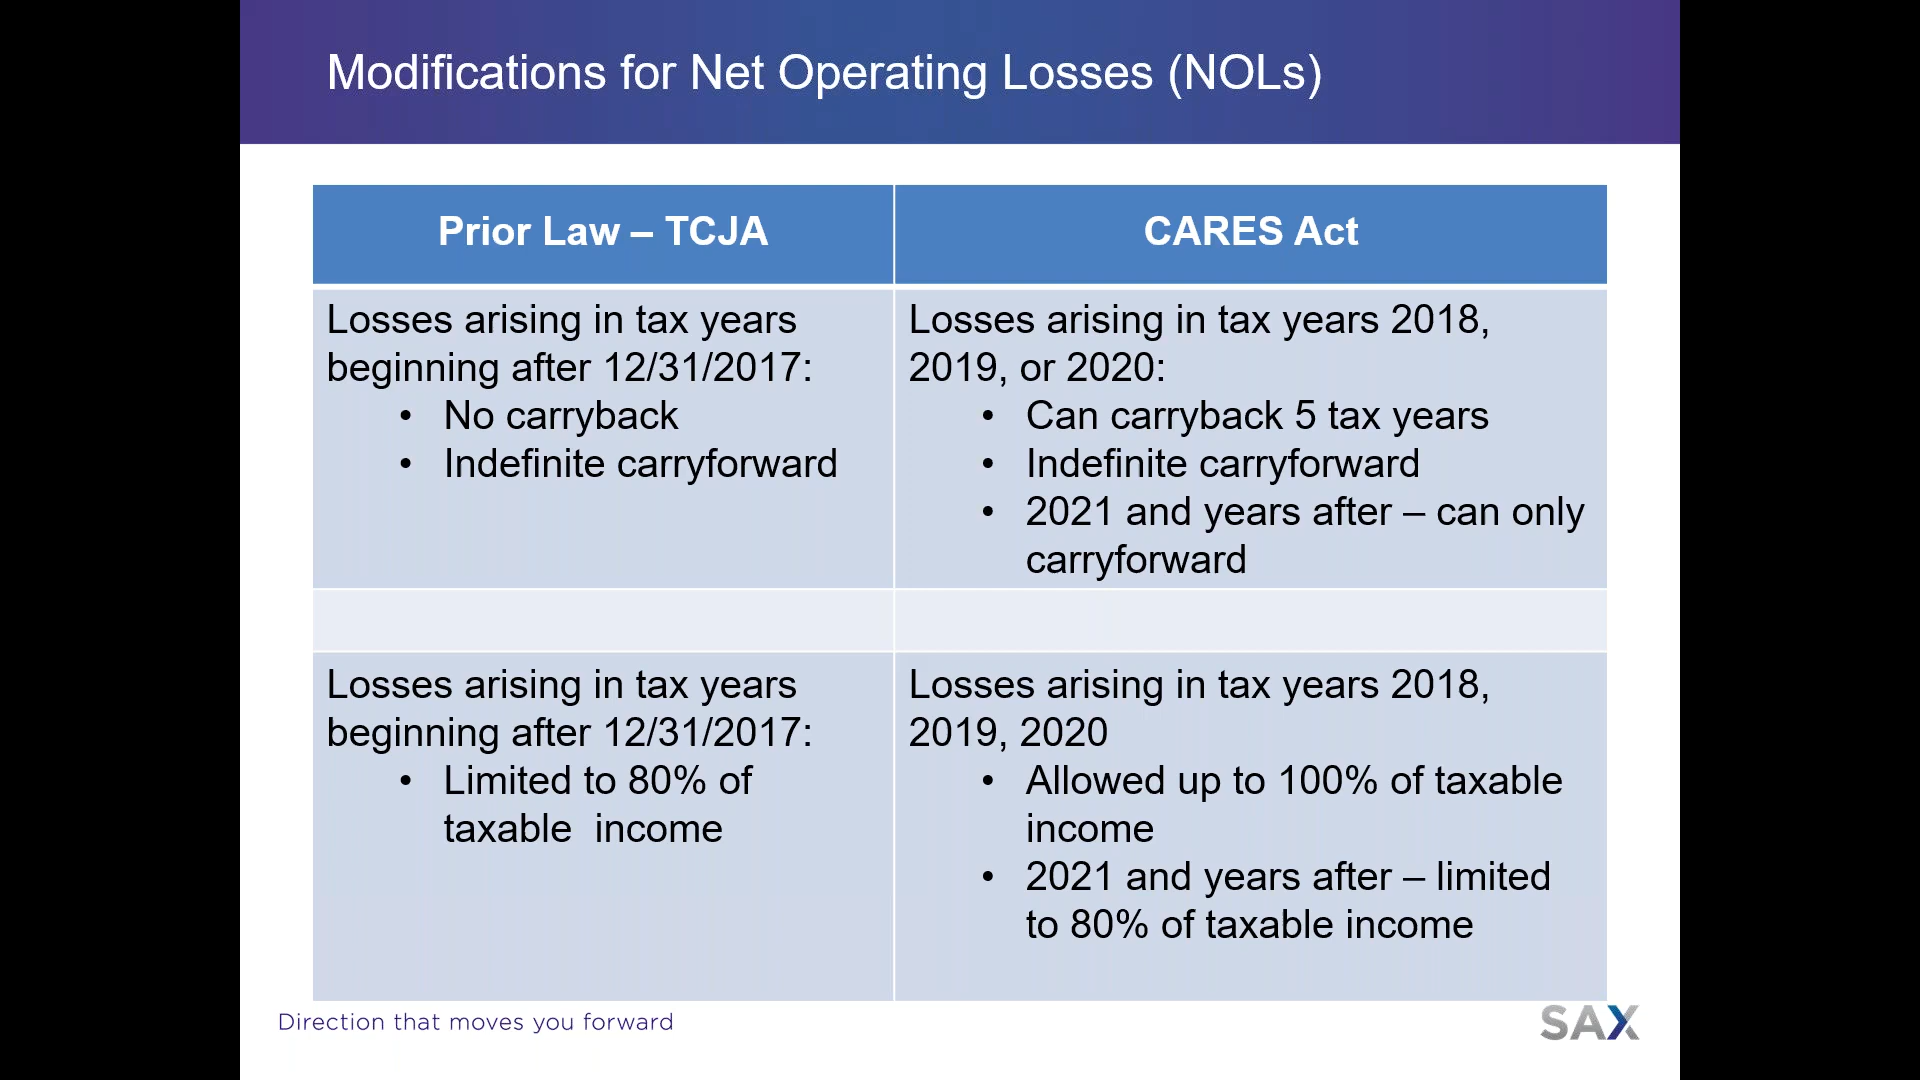 Modifications for Net Operating Losses (NOLs)
Prior Law – TCJA
CARES Act
Losses arising in tax years
beginning after 12/31/2017:
• No carryback
• Indefinite carryforward
Losses arising in tax years 2018,
2019, or 2020:
• Can carryback 5 tax years
• Indefinite carryforward
• 2021 and years after – can only
carryforward
Losses arising in tax years
beginning after 12/31/2017:
• Limited to 80% of
taxable  income
Losses arising in tax years 2018,
2019, 2020
• Allowed up to 100% of taxable
income
• 2021 and years after – limited
to 80% of taxable income
Direction that moves you forward
SAX